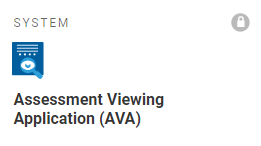 SYSTEM
Assessment Viewing
Application (AVA)